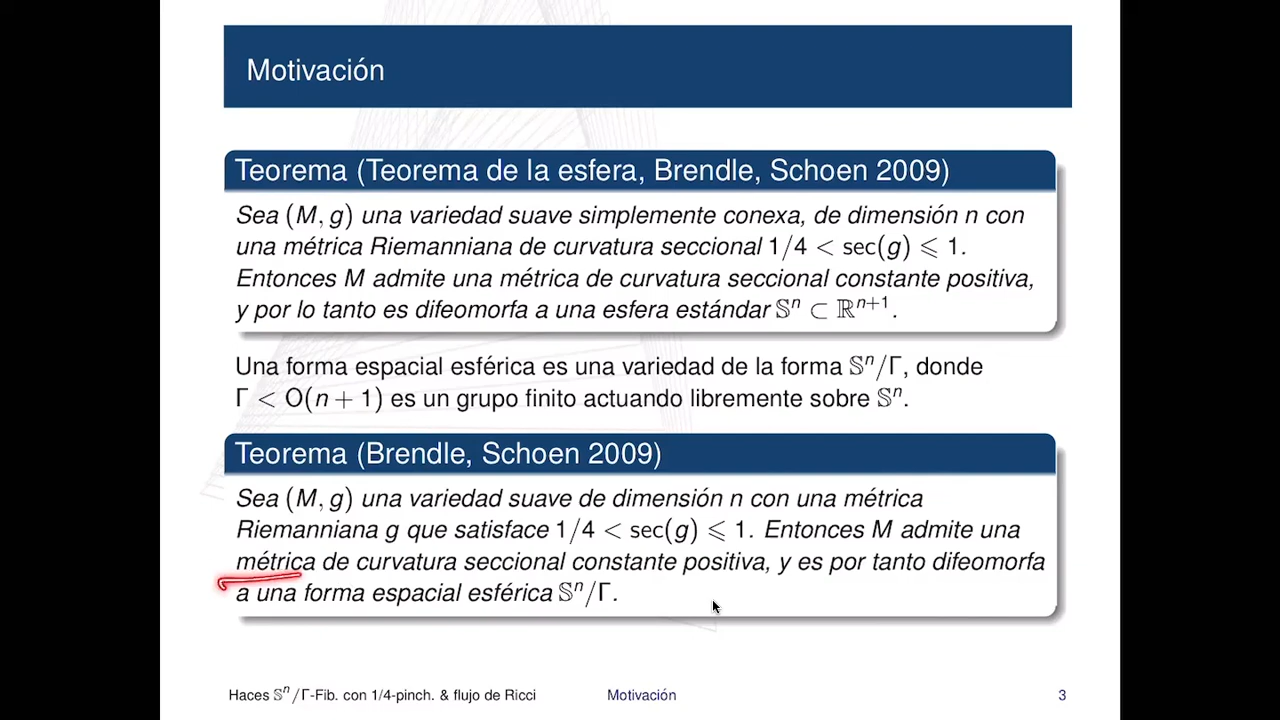 Motivación
Teorema (Teorema de la esfera, Brendle, Schoen 2009)
Sea (M, g) una variedad suave simplemente conexa, de dimensión n con
una métrica Riemanniana de curvatura seccional 1/4 < sec(g) ⩽ 1.
Entonces M admite una métrica de curvatura seccional constante positiva,
y por lo tanto es difeomorfa a una esfera estándar 𝕊ⁿ ⊂ ℝⁿ⁺¹.
Una forma espacial esférica es una variedad de la forma 𝕊ⁿ/Γ, donde
Γ < O(n + 1) es un grupo finito actuando libremente sobre 𝕊ⁿ.
Teorema (Brendle, Schoen 2009)
Sea (M, g) una variedad suave de dimensión n con una métrica
Riemanniana g que satisface 1/4 < sec(g) ⩽ 1. Entonces M admite una
métrica de curvatura seccional constante positiva, y es por tanto difeomorfa
a una forma espacial esférica 𝕊ⁿ/Γ.
Haces 𝕊ⁿ/Γ-Fib. con 1/4-pinch. & flujo de Ricci Motivación 3